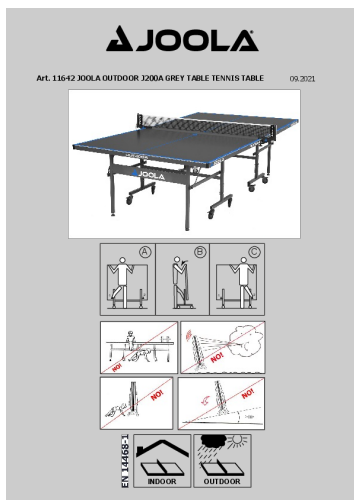 JOOLA
Art. 11642 JOOLA OUTDOOR J200A GREY TABLE TENNIS TABLE 09.2021
JOOLA
A B C
NO!
NO!
NO!
NO!
EN 14468-1
INDOOR OUTDOOR